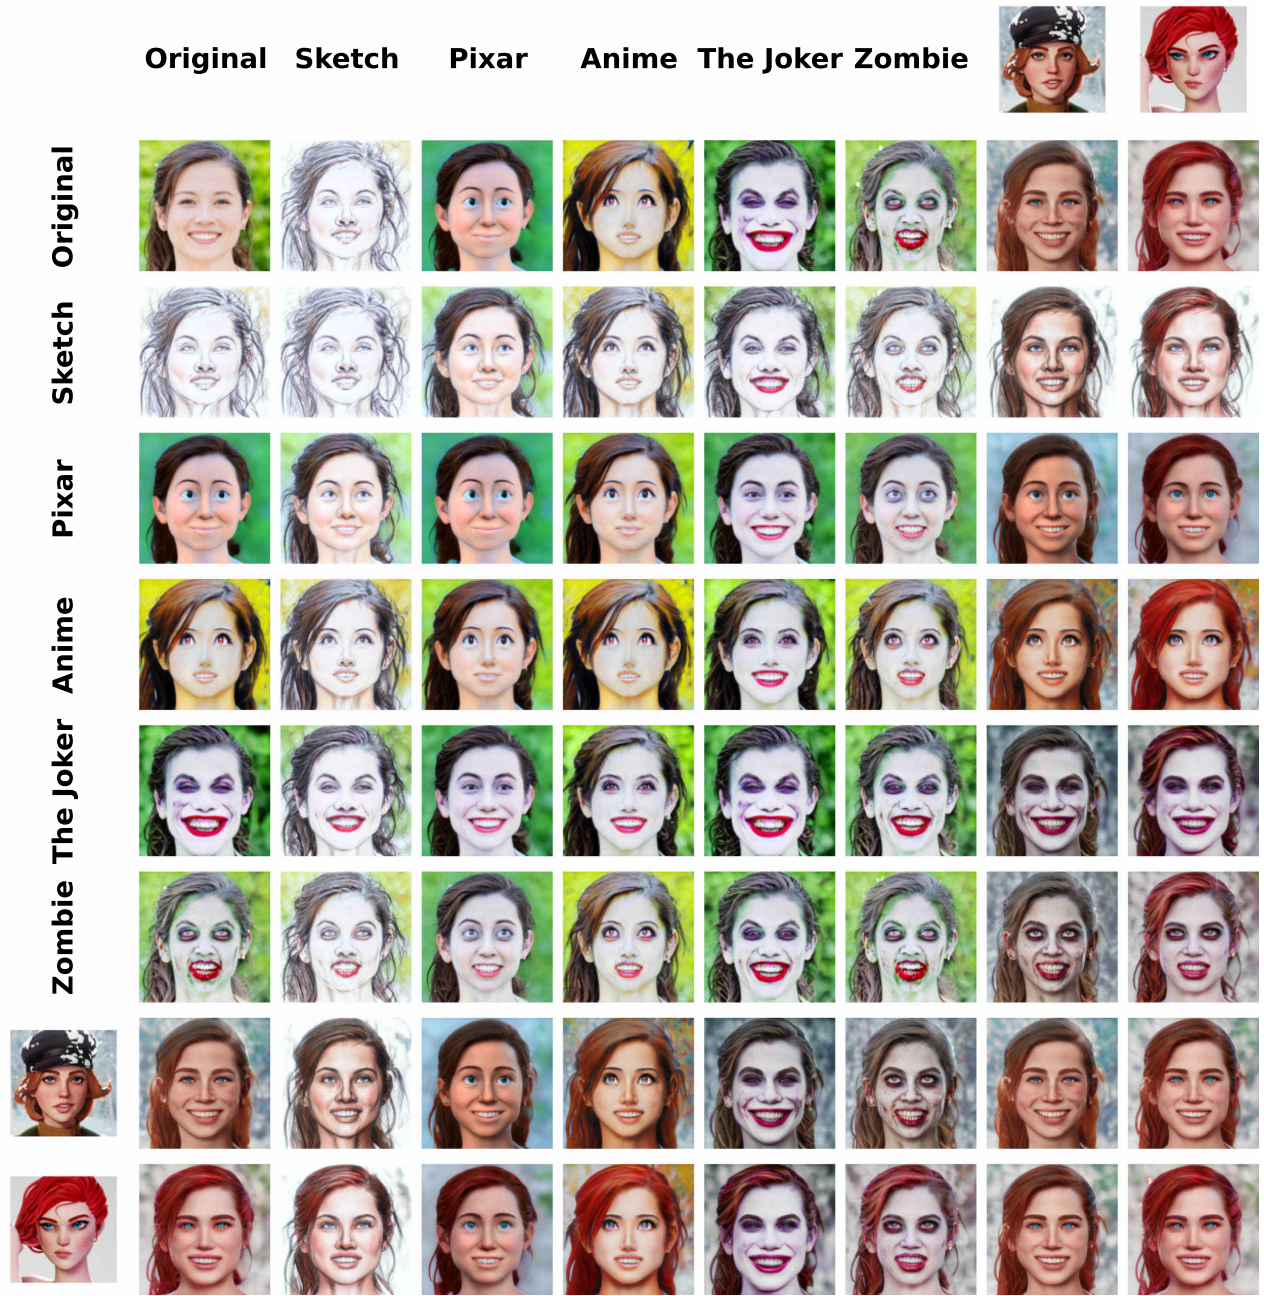 Original Sketch Pixar Anime The Joker Zombie
Original
Sketch
Pixar
Anime
The Joker
Zombie